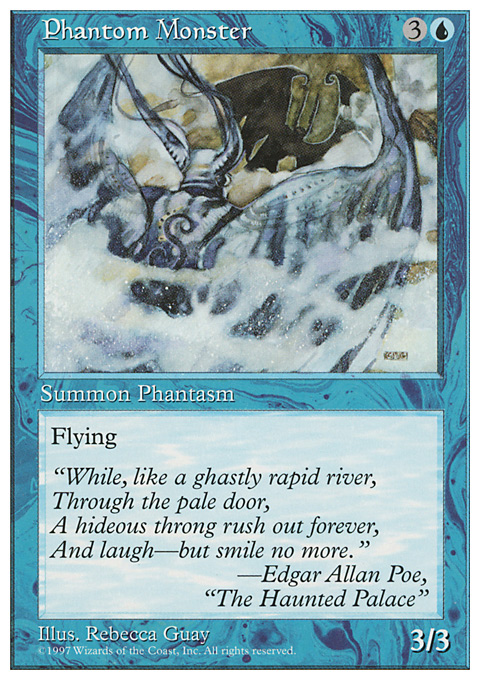 Phantom Monster 3
Summon Phantasm
Flying
“While, like a ghastly rapid river,
Through the pale door,
A hideous throng rush out forever,
And laugh—but smile no more.”
—Edgar Allan Poe,
“The Haunted Palace”
Illus. Rebecca Guay
3/3
©1997 Wizards of the Coast, Inc. All rights reserved.